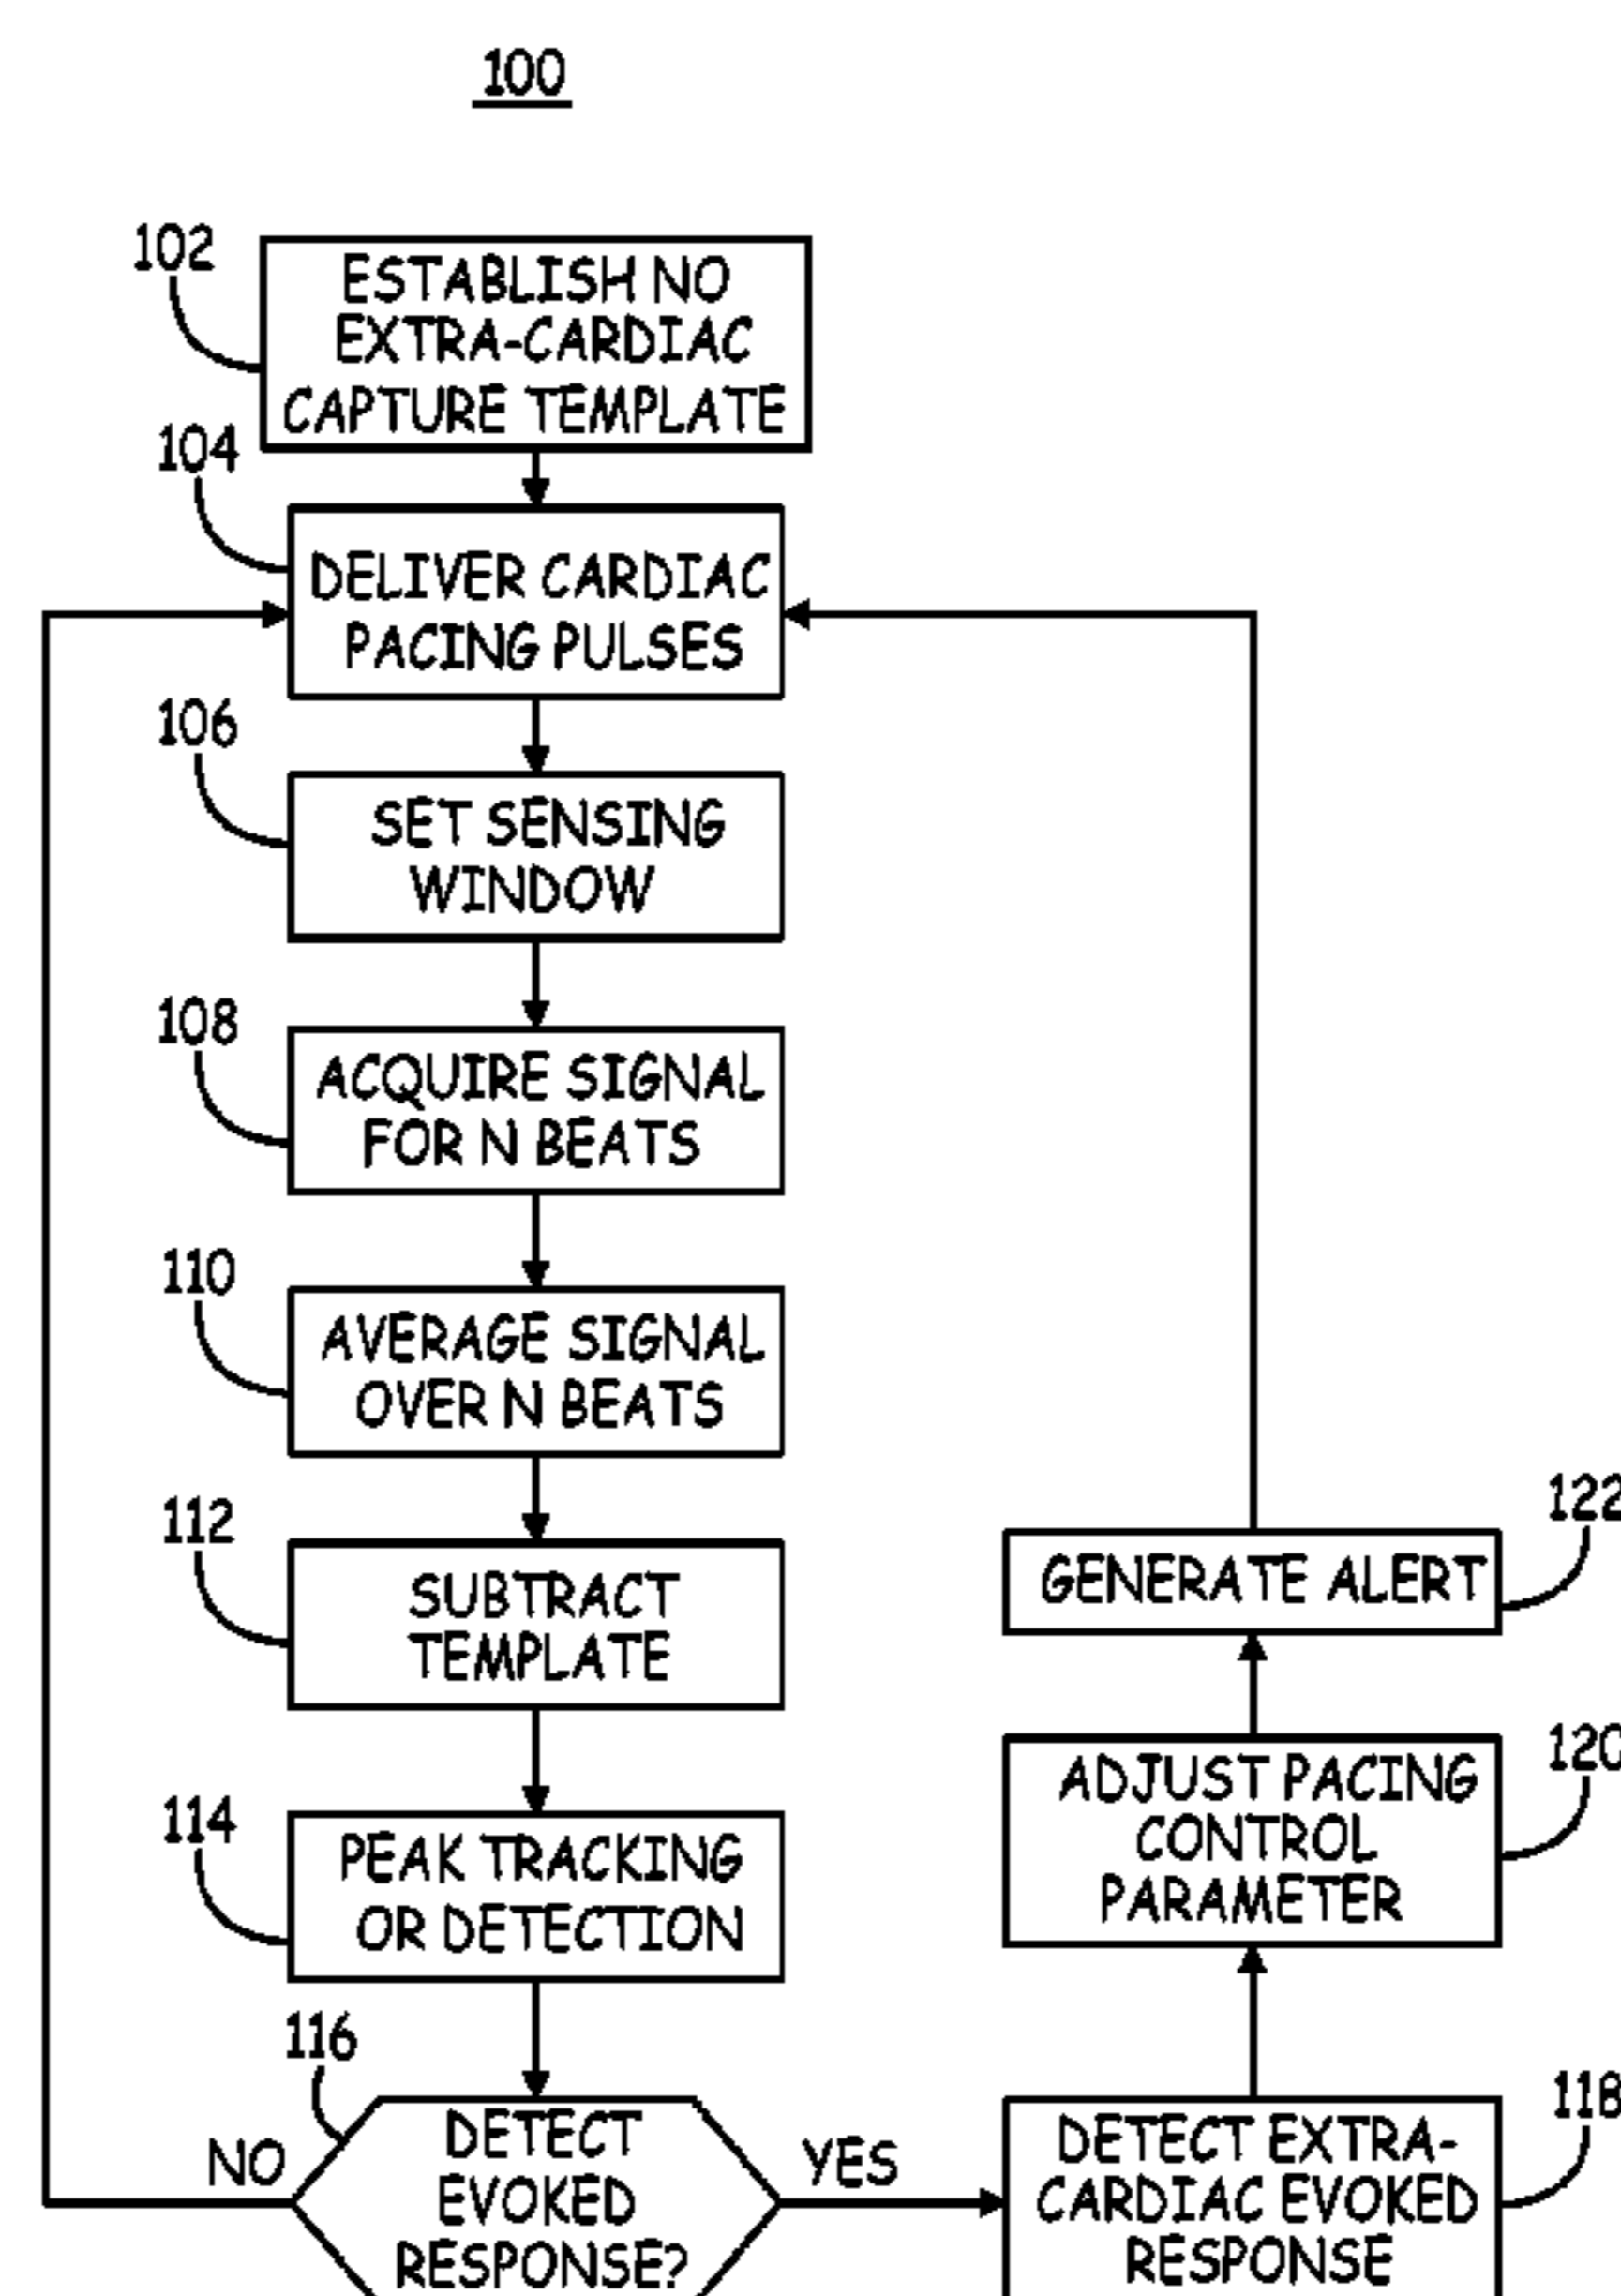 100
102
ESTABLISH NO
EXTRA-CARDIAC
CAPTURE TEMPLATE
104
DELIVER CARDIAC
PACING PULSES
106
SET SENSING
WINDOW
108
ACQUIRE SIGNAL
FOR N BEATS
110
AVERAGE SIGNAL
OVER N BEATS
112
SUBTRACT
TEMPLATE
114
PEAK TRACKING
OR DETECTION
116
NO
DETECT
EVOKED
RESPONSE?
YES
DETECT EXTRA-
CARDIAC EVOKED
RESPONSE
118
ADJUST PACING
CONTROL
PARAMETER
120
GENERATE ALERT
122